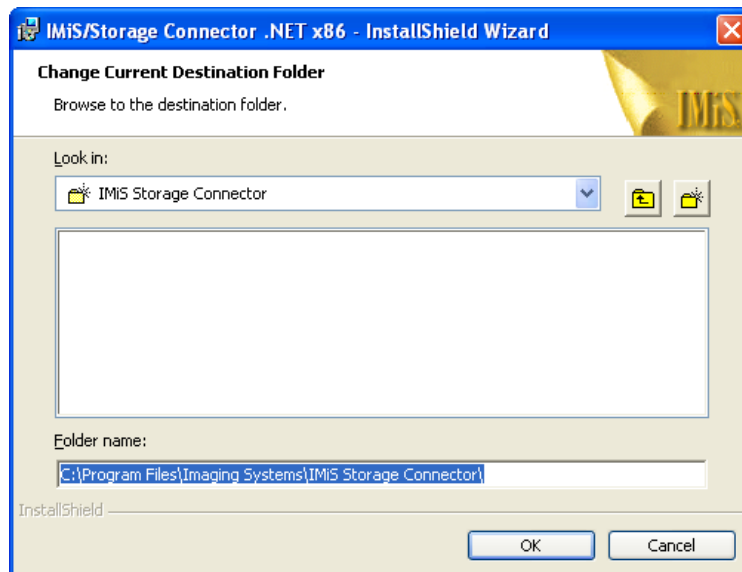 IMiS/Storage Connector .NET x86 - InstallShield Wizard
Change Current Destination Folder
Browse to the destination folder.
IMiS
Look in:
IMiS Storage Connector
Folder name:
C:\Program Files\Imaging Systems\IMiS Storage Connector\
InstallShield
OK
Cancel